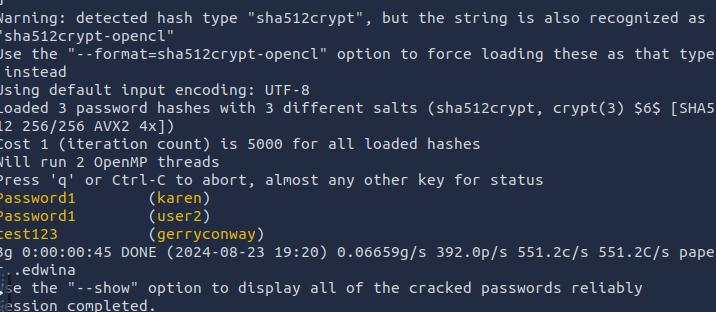 Warning: detected hash type "sha512crypt", but the string is also recognized as
"sha512crypt-opencl"
Use the "--format=sha512crypt-opencl" option to force loading these as that type
instead
Using default input encoding: UTF-8
Loaded 3 password hashes with 3 different salts (sha512crypt, crypt(3) $6$ [SHA5
12 256/256 AVX2 4x])
Cost 1 (iteration count) is 5000 for all loaded hashes
Will run 2 OpenMP threads
Press 'q' or Ctrl-C to abort, almost any other key for status
Password1 (karen)
Password1 (user2)
test123 (gerryconway)
3g 0:00:00:45 DONE (2024-08-23 19:20) 0.06659g/s 392.0p/s 551.2c/s 551.2C/s pape
r..edwina
Use the "--show" option to display all of the cracked passwords reliably
Session completed.